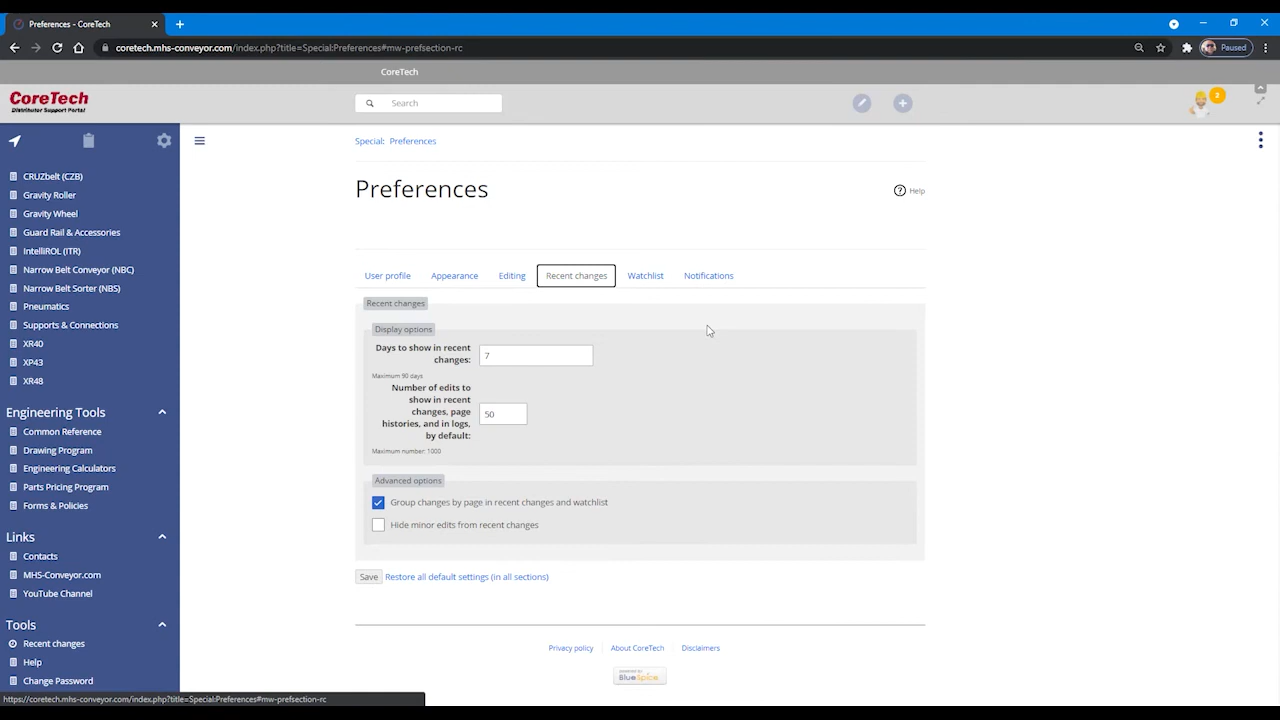 Preferences - CoreTech
coretech.mhs-conveyor.com/index.php?title=Special:Preferences#mw-prefsection-rc
Paused
CoreTech
CoreTech
Distributor Support Portal
Search
3
Special: Preferences
Preferences
Help
CRUZbelt (CZB)
Gravity Roller
Gravity Wheel
Guard Rail & Accessories
IntelliROL (ITR)
Narrow Belt Conveyor (NBC)
Narrow Belt Sorter (NBS)
Pneumatics
Supports & Connections
XR40
XP43
XR48
Engineering Tools
Common Reference
Drawing Program
Engineering Calculators
Parts Pricing Program
Forms & Policies
Links
Contacts
MHS-Conveyor.com
YouTube Channel
Tools
Recent changes
Help
Change Password
User profile
Appearance
Editing
Recent changes
Watchlist
Notifications
Recent changes
Display options
Days to show in recent
changes:
7
Maximum 90 days
Number of edits to
show in recent
changes, page
histories, and in logs,
by default:
50
Maximum number: 1000
Advanced options
Group changes by page in recent changes and watchlist
Hide minor edits from recent changes
Save
Restore all default settings (in all sections)
Privacy policy
About CoreTech
Disclaimers
POWERED BY
BlueSpice
https://coretech.mhs-conveyor.com/index.php?title=Special:Preferences#mw-prefsection-rc